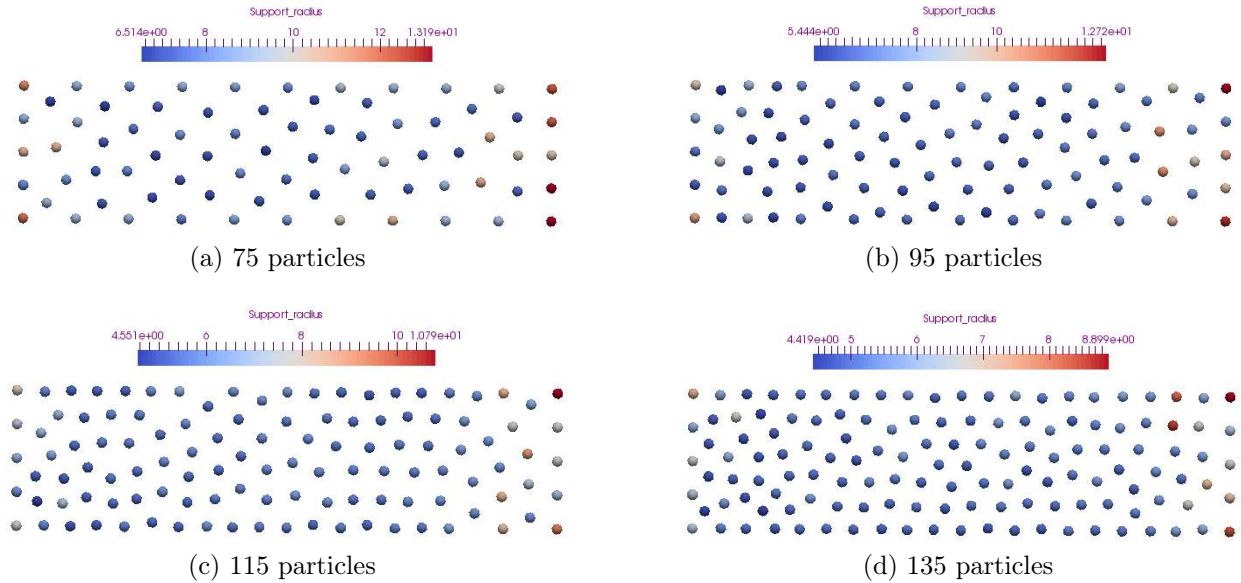 Support_radius
6.514e+00 8 10 12 1.319e+01
(a) 75 particles
Support_radius
5.444e+00 8 10 1.272e+01
(b) 95 particles
Support_radius
4.551e+00 6 8 10 1.079e+01
(c) 115 particles
Support_radius
4.419e+00 5 6 7 8 8.899e+00
(d) 135 particles